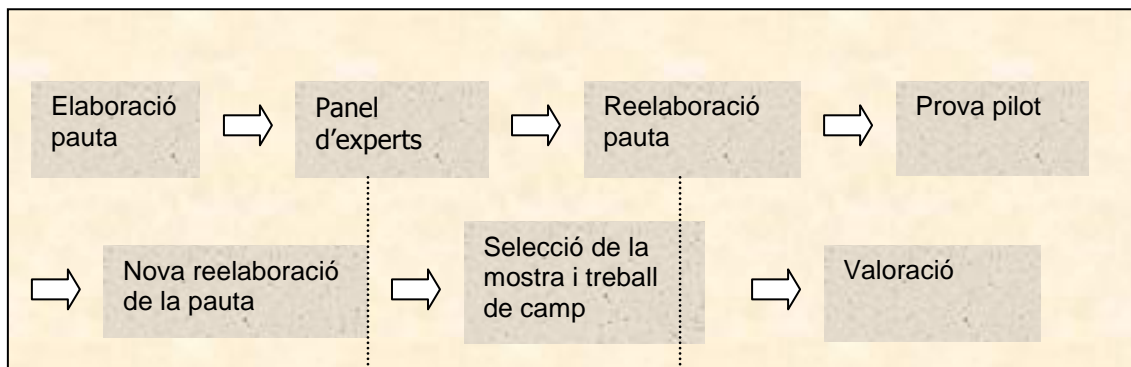 Elaboració
pauta
Panel
d'experts
Reelaboració
pauta
Prova pilot
Nova reelaboració
de la pauta
Selecció de la
mostra i treball
de camp
Valoració